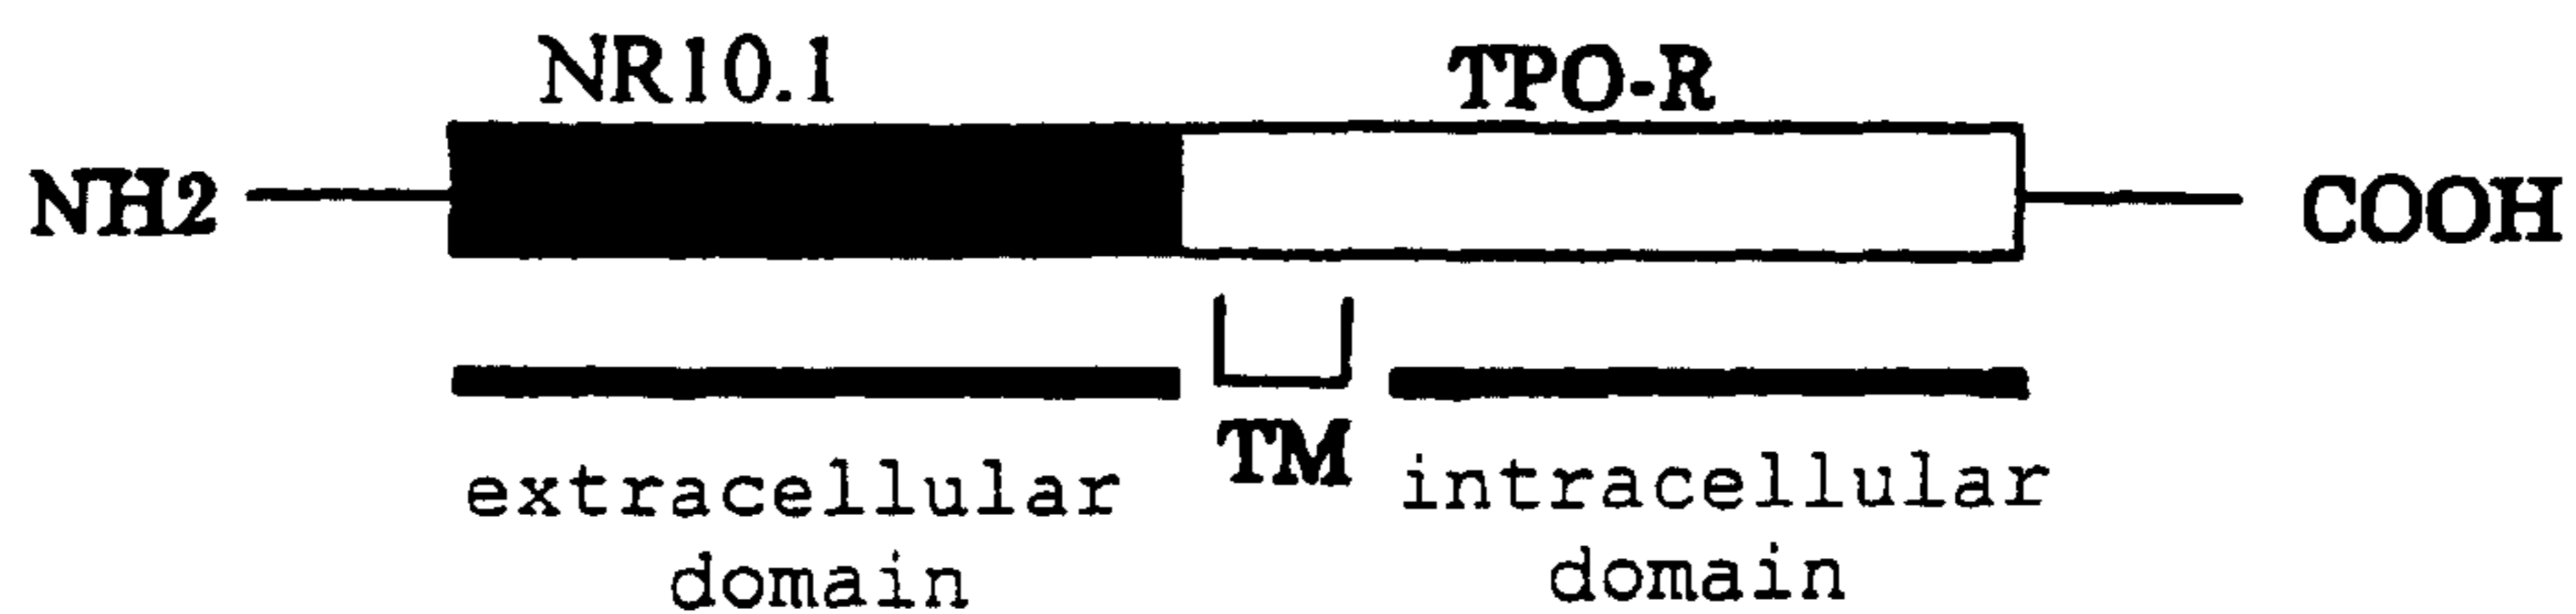 NR10.1
TPO-R
NH2
COOH
TM
extracellular
domain
intracellular
domain